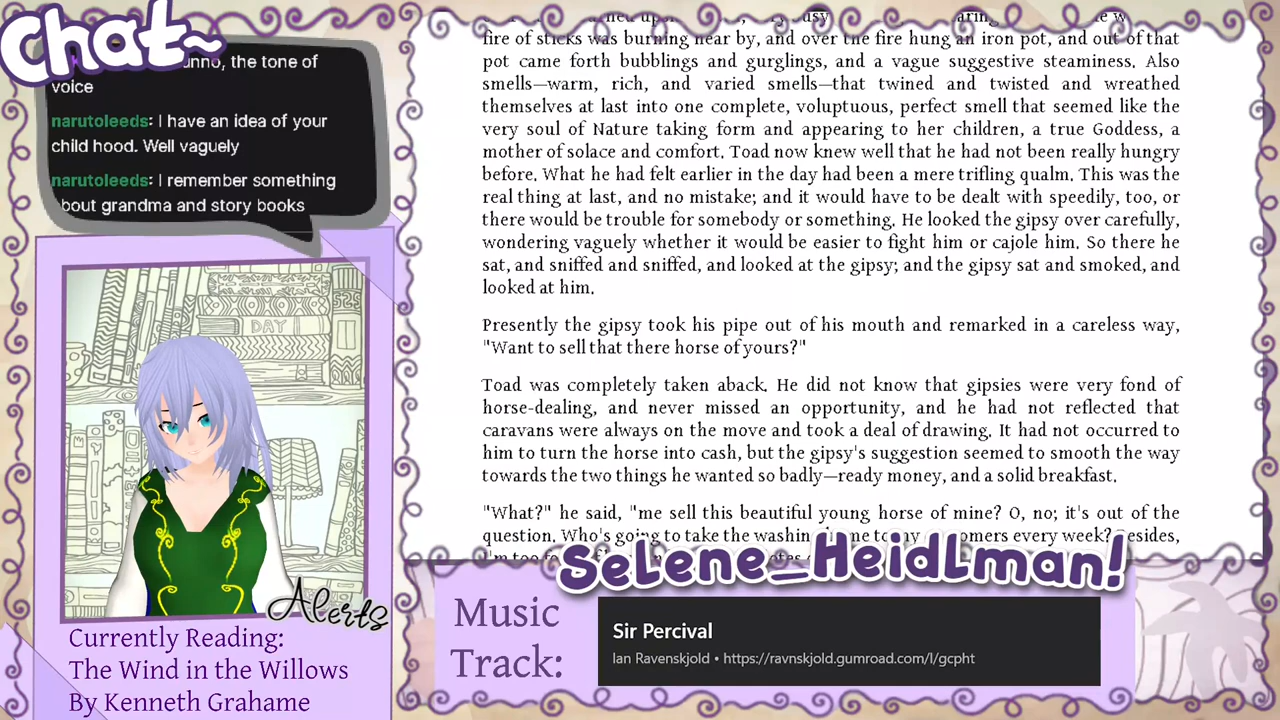 Chat~
unno, the tone of
voice
narutoleeds: I have an idea of your
child hood. Well vaguely
narutoleeds: I remember something
about grandma and story books
DAY
Alerts
Currently Reading:
The Wind in the Willows
By Kenneth Grahame
fire of sticks was burning near by, and over the fire hung an iron pot, and out of that
pot came forth bubblings and gurglings, and a vague suggestive steaminess. Also
smells—warm, rich, and varied smells—that twined and twisted and wreathed
themselves at last into one complete, voluptuous, perfect smell that seemed like the
very soul of Nature taking form and appearing to her children, a true Goddess, a
mother of solace and comfort. Toad now knew well that he had not been really hungry
before. What he had felt earlier in the day had been a mere trifling qualm. This was the
real thing at last, and no mistake; and it would have to be dealt with speedily, too, or
there would be trouble for somebody or something. He looked the gipsy over carefully,
wondering vaguely whether it would be easier to fight him or cajole him. So there he
sat, and sniffed and sniffed, and looked at the gipsy; and the gipsy sat and smoked, and
looked at him.
Presently the gipsy took his pipe out of his mouth and remarked in a careless way,
"Want to sell that there horse of yours?"
Toad was completely taken aback. He did not know that gipsies were very fond of
horse-dealing, and never missed an opportunity, and he had not reflected that
caravans were always on the move and took a deal of drawing. It had not occurred to
him to turn the horse into cash, but the gipsy's suggestion seemed to smooth the way
towards the two things he wanted so badly—ready money, and a solid breakfast.
"What?" he said, "me sell this beautiful young horse of mine? O, no; it's out of the
question. Who's going to take the washin to my omers every week? esides,
Selene_Heidlman!
Music
Track:
Sir Percival
Ian Ravenskjold • https://ravnskjold.gumroad.com/l/gcpht